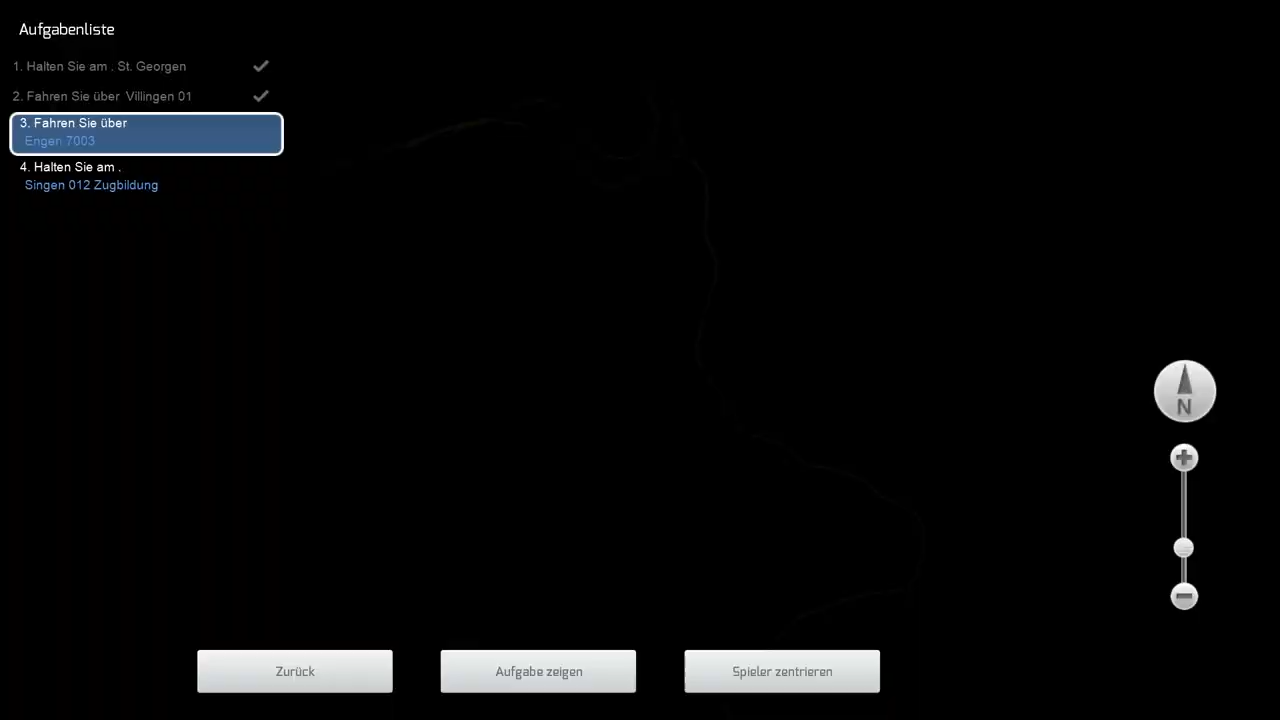 Aufgabenliste
1. Halten Sie am . St. Georgen
2. Fahren Sie über Villingen 01
3. Fahren Sie über
Engen 7003
4. Halten Sie am .
Singen 012 Zugbildung
N
Zurück
Aufgabe zeigen
Spieler zentrieren